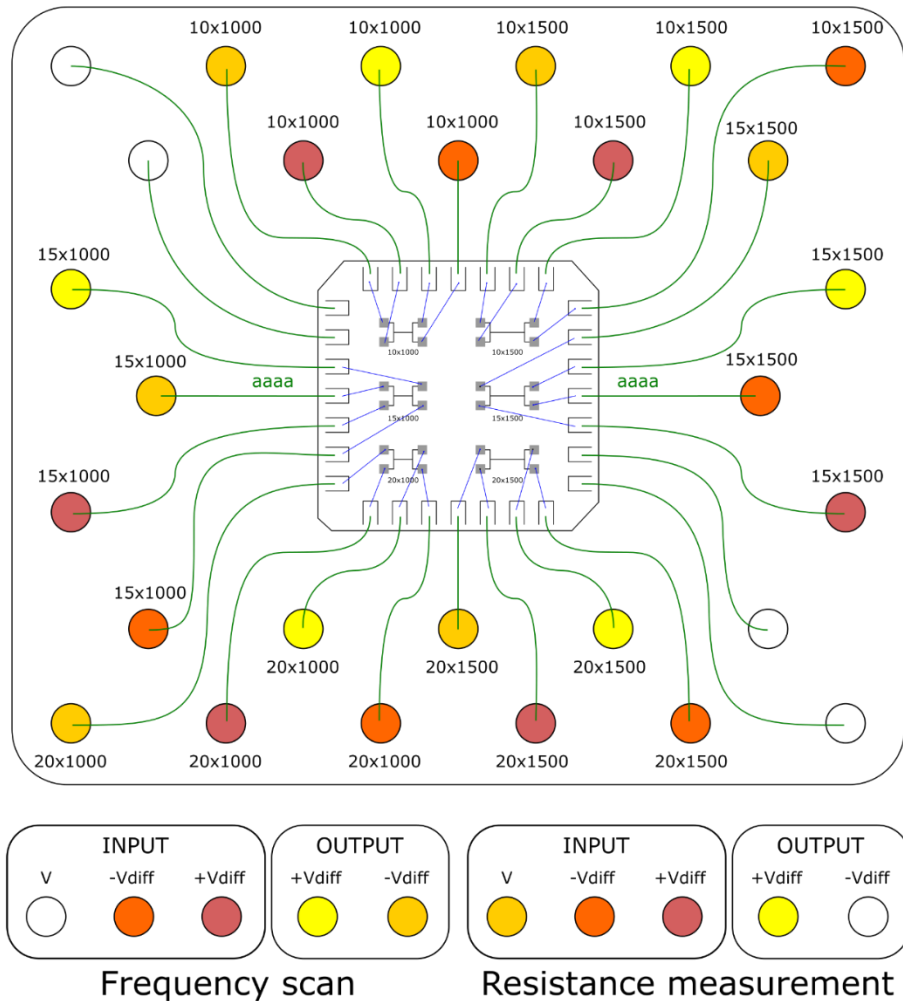 10x1000 10x1000 10x1500 10x1500 10x1500
10x1000 10x1000 10x1500 15x1500
15x1000 15x1500
10x1000 10x1500
15x1000 aaaa aaaa 15x1500
15x1000 15x1500
15x1000 15x1500
20x1000 20x1500
15x1000
20x1000 20x1500 20x1500
20x1000 20x1000 20x1000 20x1500 20x1500
INPUT OUTPUT INPUT OUTPUT
V -Vdiff +Vdiff +Vdiff -Vdiff V -Vdiff +Vdiff +Vdiff -Vdiff
Frequency scan Resistance measurement